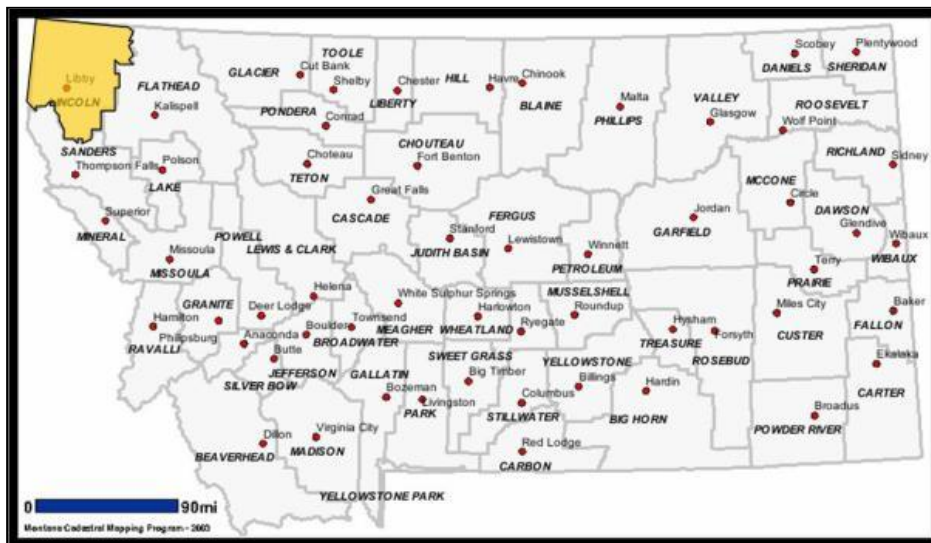 Scobey
Plentywood
DANIELS
SHERIDAN
TOOLE
Cut Bank
GLACIER
Shelby
Chester
HILL
Havre
Chinook
LIBERTY
BLAINE
Libby
LINCOLN
FLATHEAD
Kalispell
PONDERA
Conrad
Malta
PHILLIPS
VALLEY
Glasgow
ROOSEVELT
Wolf Point
SANDERS
Thompson Falls
Polson
LAKE
Choteau
TETON
CHOUTEAU
Fort Benton
RICHLAND
Sidney
MCCONE
Circle
DAWSON
Glendive
Wibaux
WIBAUX
Superior
MINERAL
Great Falls
CASCADE
FERGUS
Stanford
JUDITH BASIN
Lewistown
Winnett
PETROLEUM
Jordan
GARFIELD
Terry
PRAIRIE
POWELL
LEWIS & CLARK
Missoula
MISSOULA
Helena
White Sulphur Springs
MUSSELSHELL
Harlowton
Roundup
Miles City
CUSTER
Baker
FALLON
GRANITE
Deer Lodge
Hamilton
Philipsburg
RAVALLI
Anaconda
Boulder
Townsend
BROADWATER
MEAGHER
WHEATLAND
Ryegate
Hysham
TREASURE
Forsyth
ROSEBUD
Butte
JEFFERSON
SILVER BOW
GALLATIN
SWEET GRASS
Big Timber
YELLOWSTONE
Billings
Hardin
BIG HORN
Ekalaka
CARTER
Bozeman
Livingston
PARK
Columbus
STILLWATER
Broadus
POWDER RIVER
Dillon
BEAVERHEAD
Virginia City
MADISON
Red Lodge
CARBON
YELLOWSTONE PARK
0 90mi
Montana Cadastral Mapping Program - 2003